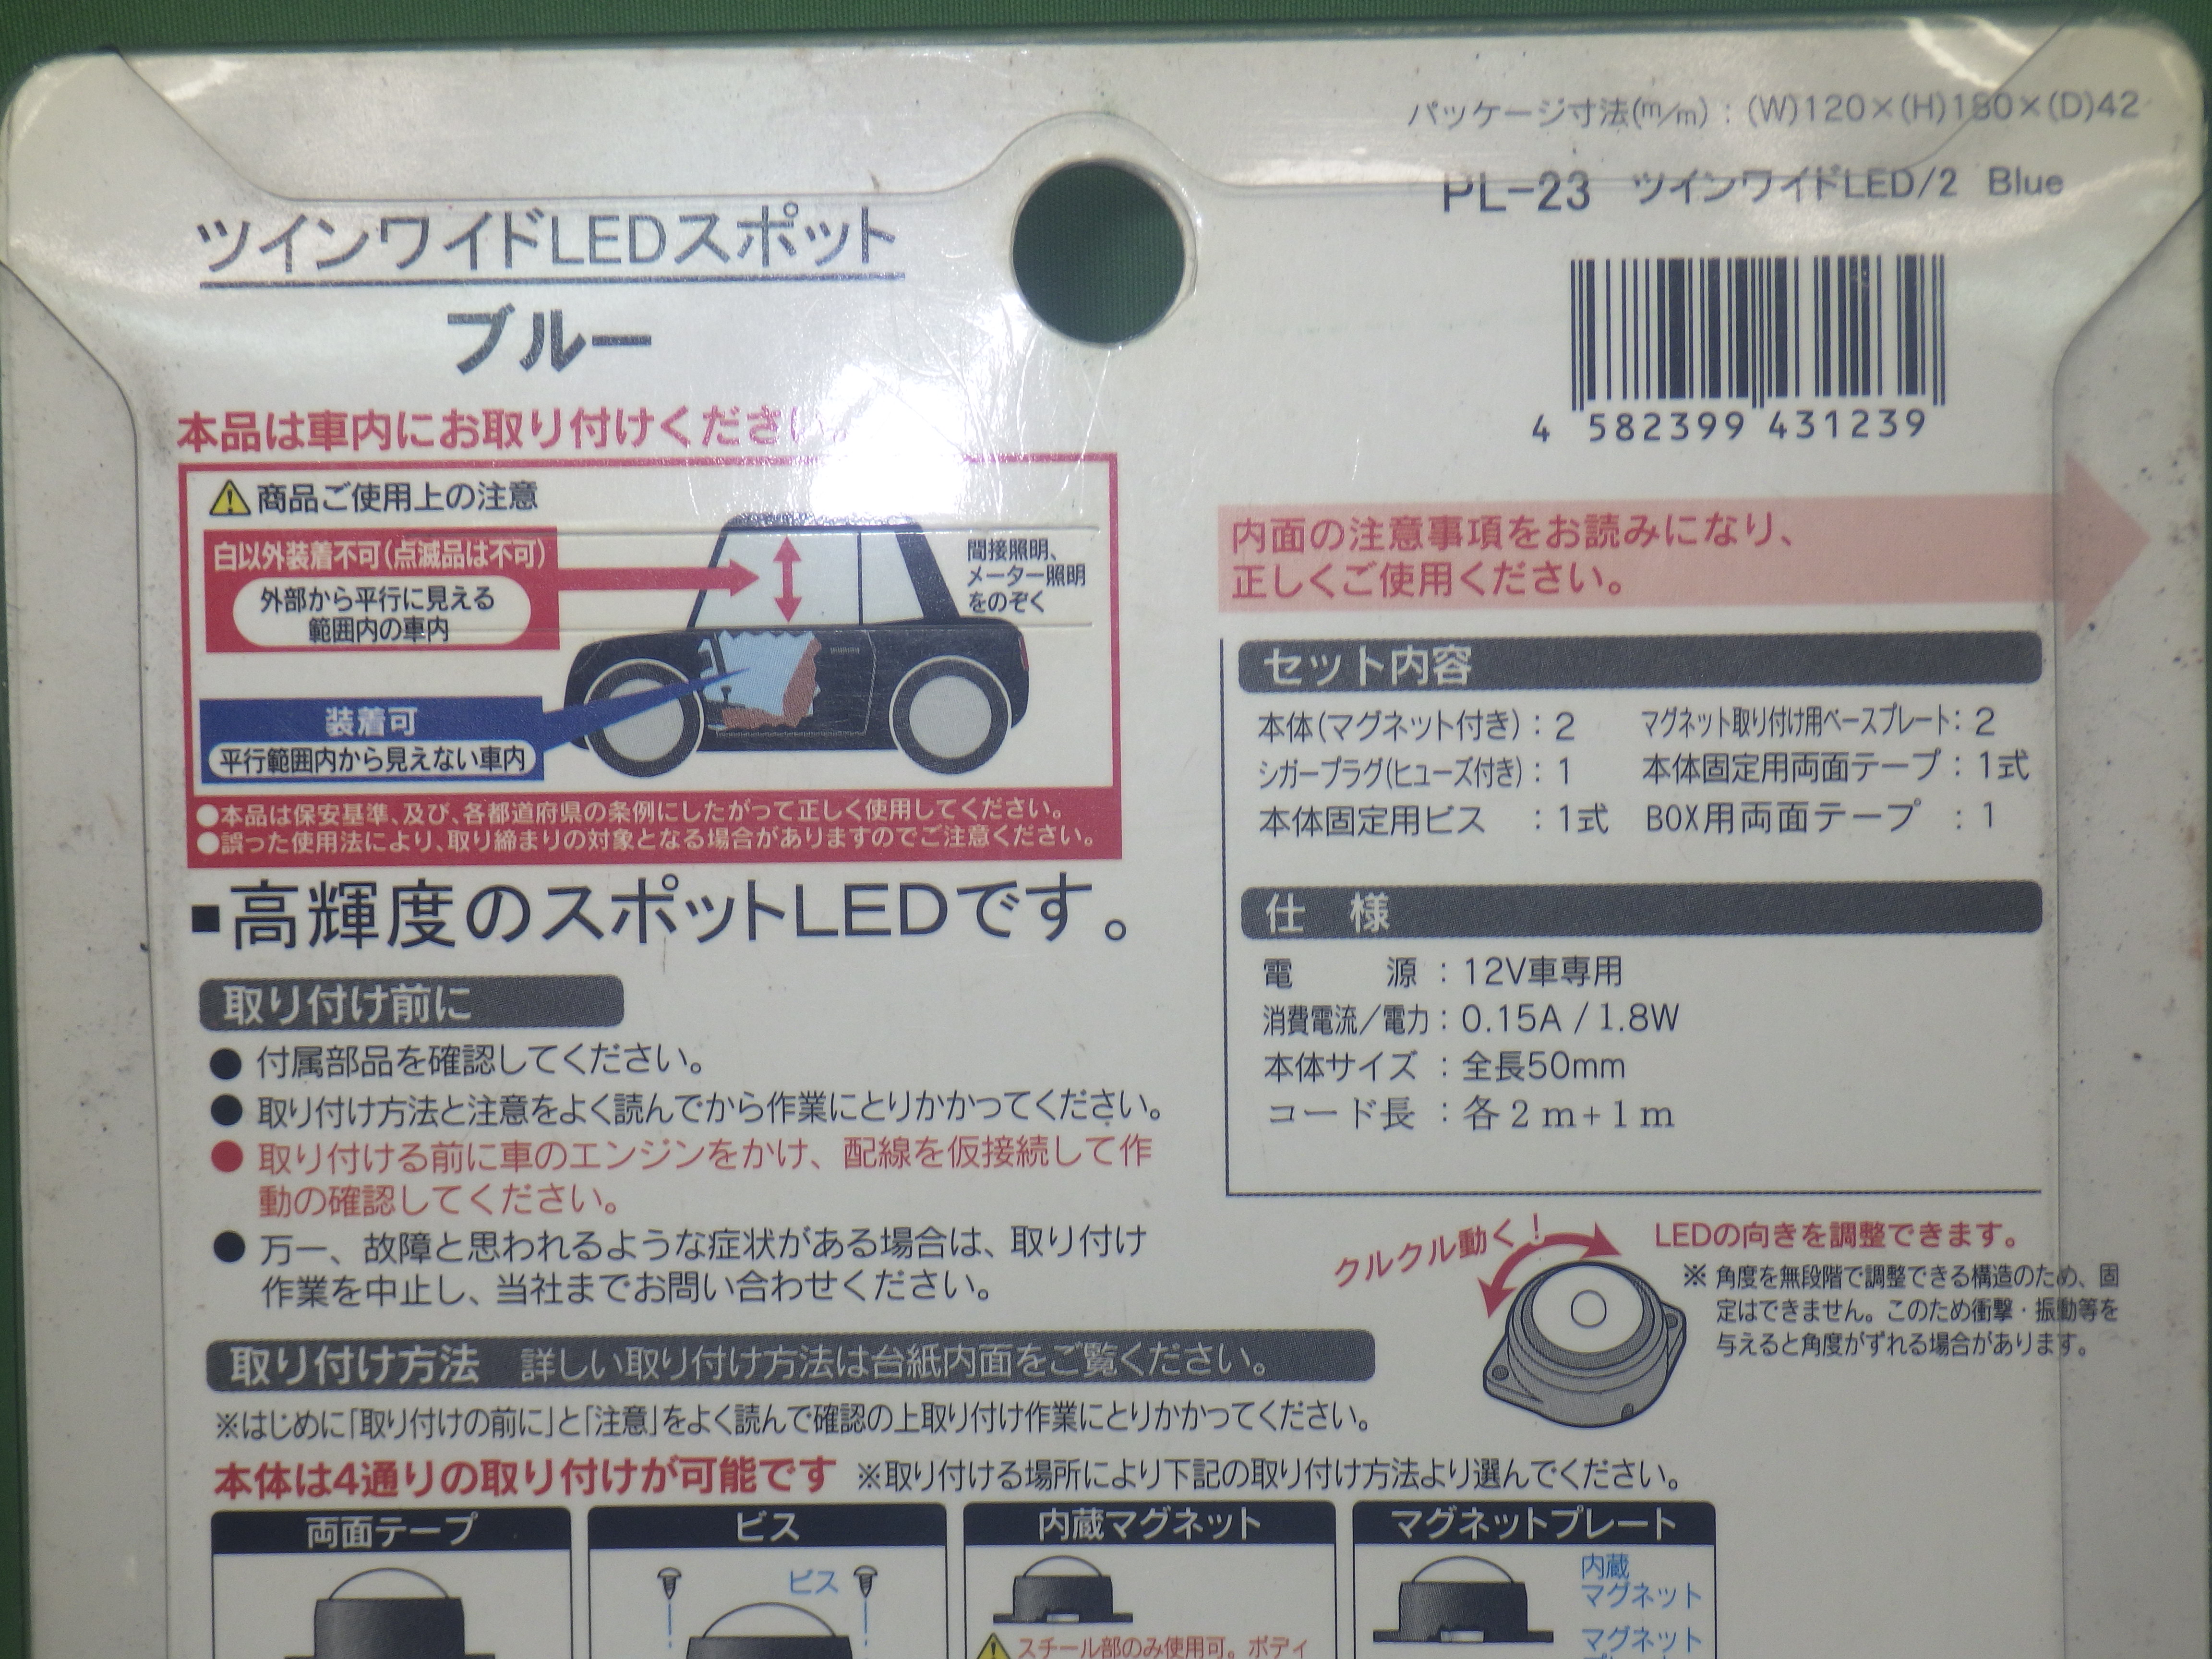 パッケージ寸法(m/m)：(W)120×(H)180×(D)42
PL-23　ツインワイドLED/2　Blue
ツインワイドLEDスポット
ブルー
4 582399 431239
本品は車内にお取り付けください。
⚠商品ご使用上の注意
白以外装着不可(点滅品は不可)
外部から平行に見える
範囲内の車内
間接照明、
メーター照明
をのぞく
装着可
平行範囲内から見えない車内
●本品は保安基準、及び、各都道府県の条例にしたがって正しく使用してください。
●誤った使用法により、取り締まりの対象となる場合がありますのでご注意ください。
内面の注意事項をお読みになり、
正しくご使用ください。
セット内容
本体(マグネット付き)：2　マグネット取り付け用ベースプレート：2
シガープラグ(ヒューズ付き)：1　本体固定用両面テープ：1式
本体固定用ビス　：1式　BOX用両面テープ　：1
仕　様
電　　源：12V車専用
消費電流／電力：0.15A / 1.8W
本体サイズ：全長50mm
コード長：各2m+1m
■高輝度のスポットLEDです。
取り付け前に
●付属部品を確認してください。
●取り付け方法と注意をよく読んでから作業にとりかかってください。
●取り付ける前に車のエンジンをかけ、配線を仮接続して作
動の確認してください。
●万一、故障と思われるような症状がある場合は、取り付け
作業を中止し、当社までお問い合わせください。
クルクル動く！
LEDの向きを調整できます。
※角度を無段階で調整できる構造のため、固
定はできません。このため衝撃・振動等を
与えると角度がずれる場合があります。
取り付け方法　詳しい取り付け方法は台紙内面をご覧ください。
※はじめに｢取り付けの前に｣と｢注意｣をよく読んで確認の上取り付け作業にとりかかってください。
本体は4通りの取り付けが可能です ※取り付ける場所により下記の取り付け方法より選んでください。
両面テープ
ビス
ビス
内蔵マグネット
⚠スチール部のみ使用可。ボディ
マグネットプレート
内蔵
マグネット
マグネット